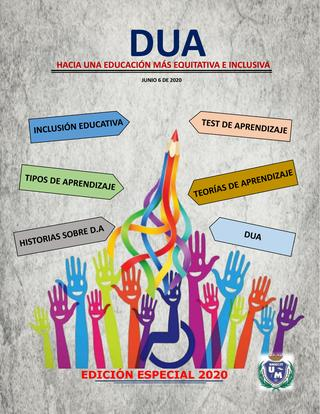 DUA
HACIA UNA EDUCACIÓN MÁS EQUITATIVA E INCLUSIVA
JUNIO 6 DE 2020
INCLUSIÓN EDUCATIVA
TEST DE APRENDIZAJE
TIPOS DE APRENDIZAJE
TEORÍAS DE APRENDIZAJE
HISTORIAS SOBRE D.A
DUA
EDICIÓN ESPECIAL 2020
U
M